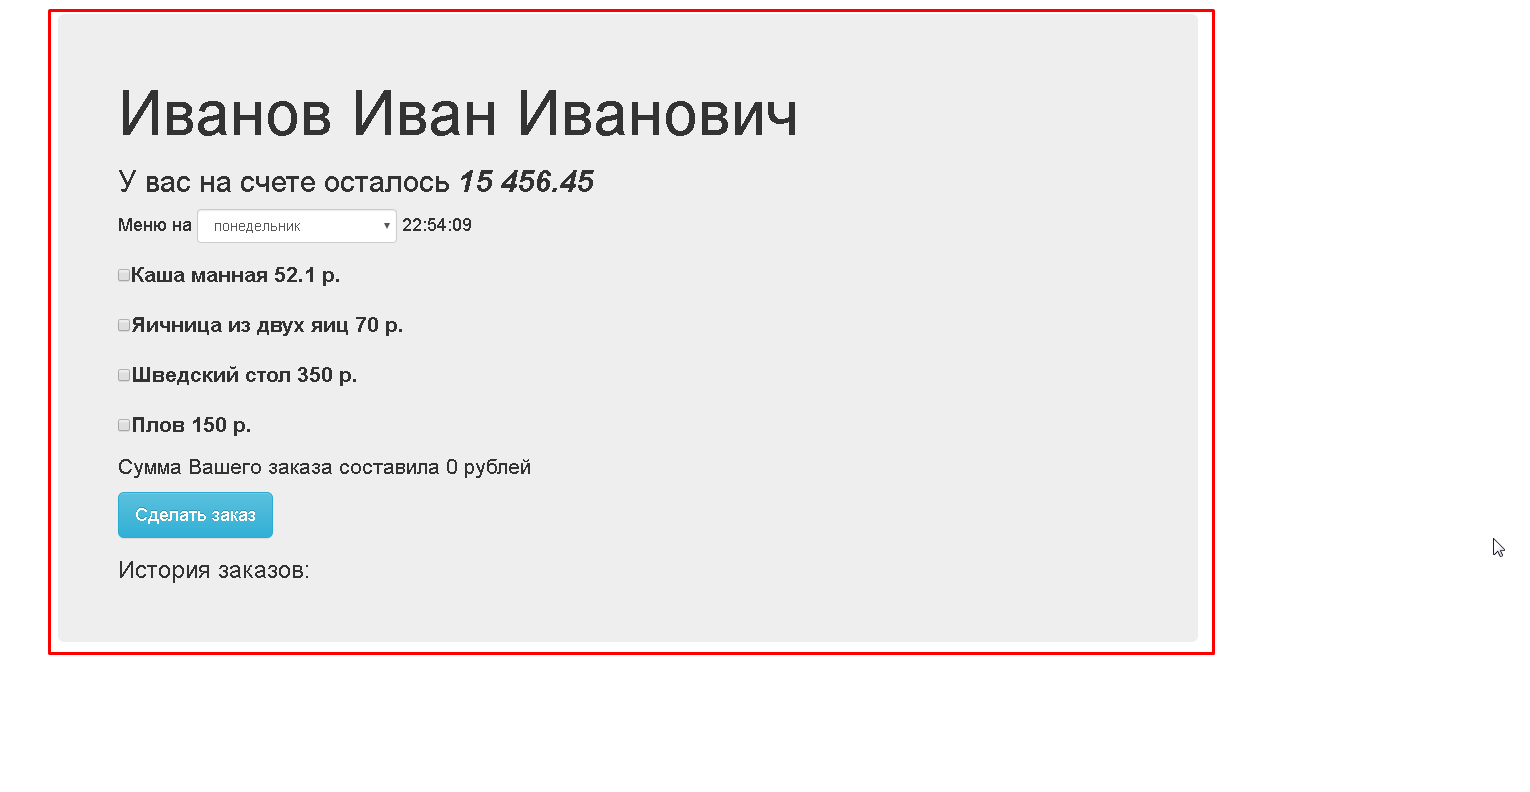 Иванов Иван Иванович
У вас на счете осталось 15 456.45
Меню на понедельник 22:54:09
Каша манная 52.1 р.
Яичница из двух яиц 70 р.
Шведский стол 350 р.
Плов 150 р.
Сумма Вашего заказа составила 0 рублей
Сделать заказ
История заказов: